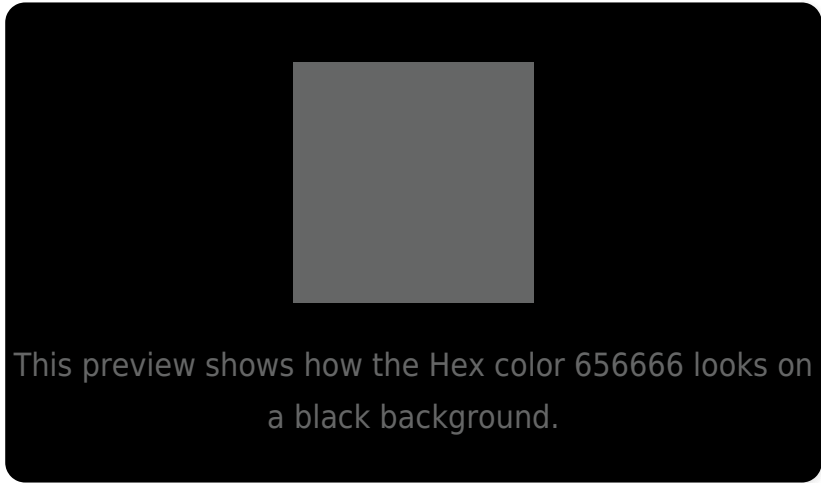 This preview shows how the Hex color 656666 looks on
a black background.